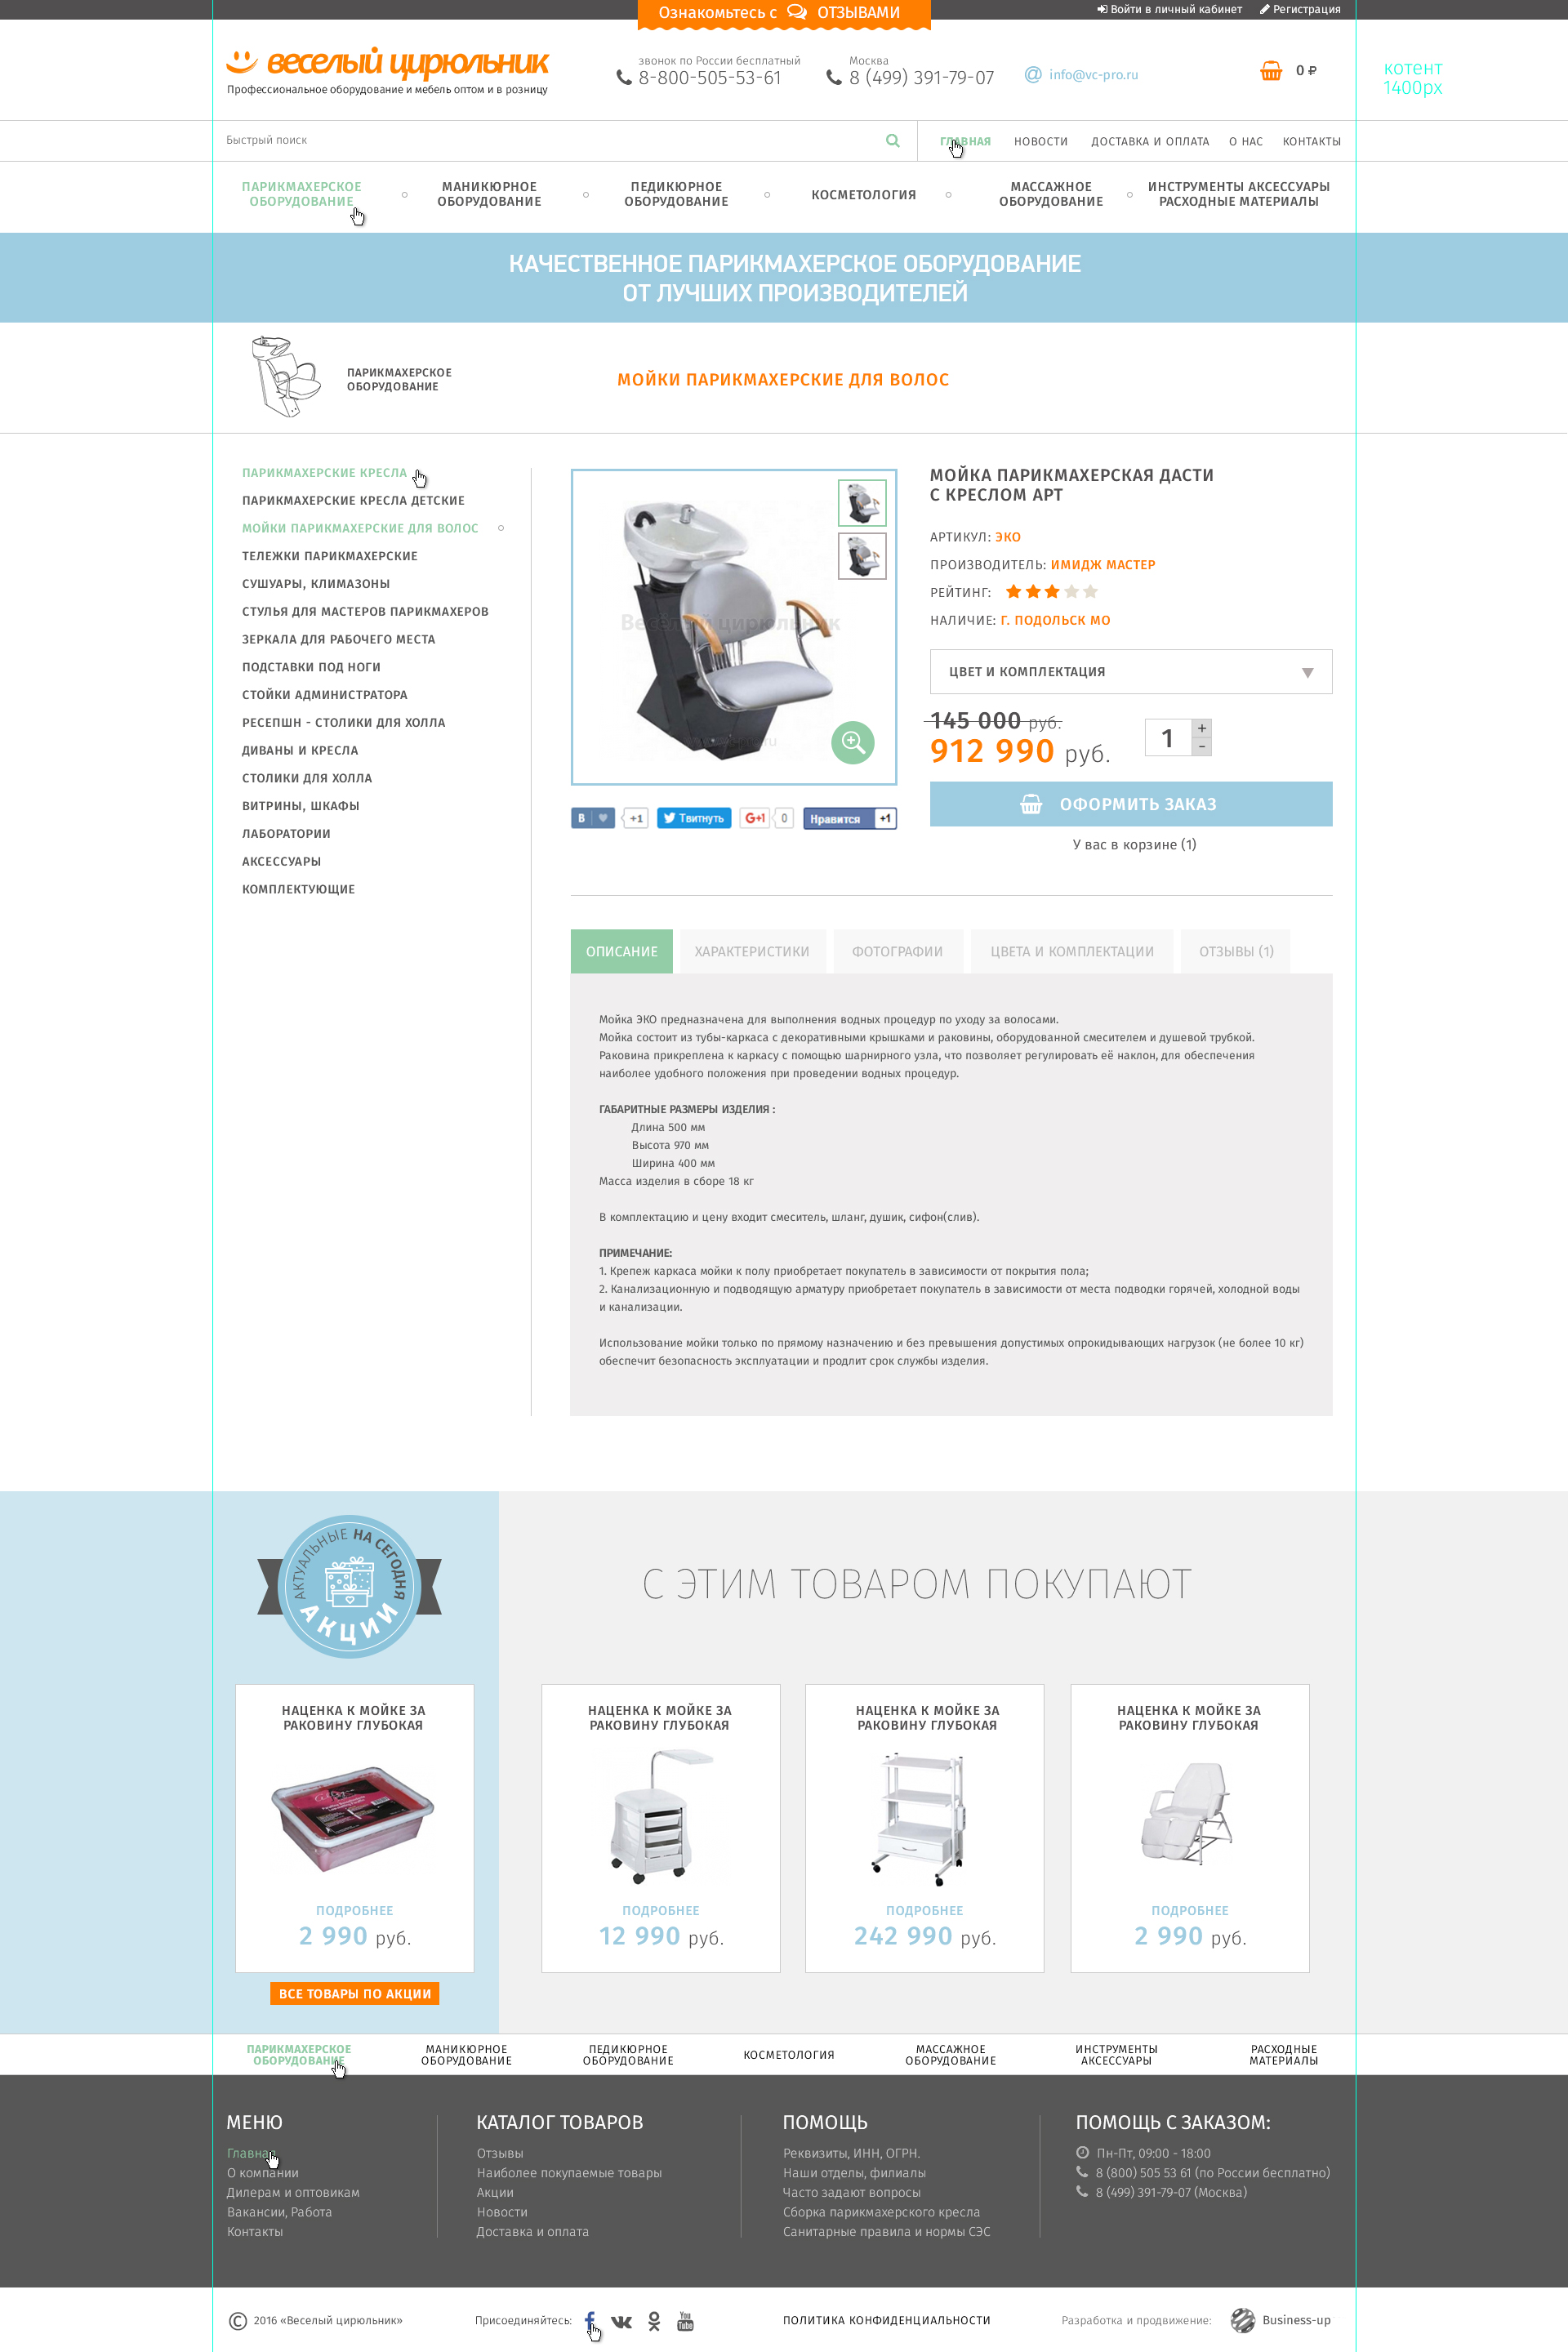 Ознакомьтесь с ОТЗЫВАМИ
Войти в личный кабинет Регистрация
веселый цирюльник
Профессиональное оборудование и мебель оптом и в розницу
звонок по России бесплатный
8-800-505-53-61
Москва
8 (499) 391-79-07
info@vc-pro.ru
0 ₽
котент
1400px
Быстрый поиск
ГЛАВНАЯ НОВОСТИ ДОСТАВКА И ОПЛАТА О НАС КОНТАКТЫ
ПАРИКМАХЕРСКОЕ
ОБОРУДОВАНИЕ
МАНИКЮРНОЕ
ОБОРУДОВАНИЕ
ПЕДИКЮРНОЕ
ОБОРУДОВАНИЕ
КОСМЕТОЛОГИЯ
МАССАЖНОЕ
ОБОРУДОВАНИЕ
ИНСТРУМЕНТЫ АКСЕССУАРЫ
РАСХОДНЫЕ МАТЕРИАЛЫ
КАЧЕСТВЕННОЕ ПАРИКМАХЕРСКОЕ ОБОРУДОВАНИЕ
ОТ ЛУЧШИХ ПРОИЗВОДИТЕЛЕЙ
ПАРИКМАХЕРСКОЕ
ОБОРУДОВАНИЕ
МОЙКИ ПАРИКМАХЕРСКИЕ ДЛЯ ВОЛОС
ПАРИКМАХЕРСКИЕ КРЕСЛА
ПАРИКМАХЕРСКИЕ КРЕСЛА ДЕТСКИЕ
МОЙКИ ПАРИКМАХЕРСКИЕ ДЛЯ ВОЛОС
ТЕЛЕЖКИ ПАРИКМАХЕРСКИЕ
СУШУАРЫ, КЛИМАЗОНЫ
СТУЛЬЯ ДЛЯ МАСТЕРОВ ПАРИКМАХЕРОВ
ЗЕРКАЛА ДЛЯ РАБОЧЕГО МЕСТА
ПОДСТАВКИ ПОД НОГИ
СТОЙКИ АДМИНИСТРАТОРА
РЕСЕПШН - СТОЛИКИ ДЛЯ ХОЛЛА
ДИВАНЫ И КРЕСЛА
СТОЛИКИ ДЛЯ ХОЛЛА
ВИТРИНЫ, ШКАФЫ
ЛАБОРАТОРИИ
АКСЕССУАРЫ
КОМПЛЕКТУЮЩИЕ
Весёлый цирюльник
В +1 Твитнуть G+1 0 Нравится +1
МОЙКА ПАРИКМАХЕРСКАЯ ДАСТИ
С КРЕСЛОМ АРТ
АРТИКУЛ: ЭКО
ПРОИЗВОДИТЕЛЬ: ИМИДЖ МАСТЕР
РЕЙТИНГ:
НАЛИЧИЕ: Г. ПОДОЛЬСК МО
ЦВЕТ И КОМПЛЕКТАЦИЯ
145 000 руб.
912 990 руб.
1 + -
ОФОРМИТЬ ЗАКАЗ
У вас в корзине (1)
ОПИСАНИЕ ХАРАКТЕРИСТИКИ ФОТОГРАФИИ ЦВЕТА И КОМПЛЕКТАЦИИ ОТЗЫВЫ (1)
Мойка ЭКО предназначена для выполнения водных процедур по уходу за волосами.
Мойка состоит из тубы-каркаса с декоративными крышками и раковины, оборудованной смесителем и душевой трубкой.
Раковина прикреплена к каркасу с помощью шарнирного узла, что позволяет регулировать её наклон, для обеспечения
наиболее удобного положения при проведении водных процедур.
ГАБАРИТНЫЕ РАЗМЕРЫ ИЗДЕЛИЯ :
Длина 500 мм
Высота 970 мм
Ширина 400 мм
Масса изделия в сборе 18 кг
В комплектацию и цену входит смеситель, шланг, душик, сифон(слив).
ПРИМЕЧАНИЕ:
1. Крепеж каркаса мойки к полу приобретает покупатель в зависимости от покрытия пола;
2. Канализационную и подводящую арматуру приобретает покупатель в зависимости от места подводки горячей, холодной воды
и канализации.
Использование мойки только по прямому назначению и без превышения допустимых опрокидывающих нагрузок (не более 10 кг)
обеспечит безопасность эксплуатации и продлит срок службы изделия.
АКТУАЛЬНЫЕ НА СЕГОДНЯ
АКЦИИ
С ЭТИМ ТОВАРОМ ПОКУПАЮТ
НАЦЕНКА К МОЙКЕ ЗА
РАКОВИНУ ГЛУБОКАЯ
ПОДРОБНЕЕ
2 990 руб.
ВСЕ ТОВАРЫ ПО АКЦИИ
НАЦЕНКА К МОЙКЕ ЗА
РАКОВИНУ ГЛУБОКАЯ
ПОДРОБНЕЕ
12 990 руб.
НАЦЕНКА К МОЙКЕ ЗА
РАКОВИНУ ГЛУБОКАЯ
ПОДРОБНЕЕ
242 990 руб.
НАЦЕНКА К МОЙКЕ ЗА
РАКОВИНУ ГЛУБОКАЯ
ПОДРОБНЕЕ
2 990 руб.
ПАРИКМАХЕРСКОЕ
ОБОРУДОВАНИЕ
МАНИКЮРНОЕ
ОБОРУДОВАНИЕ
ПЕДИКЮРНОЕ
ОБОРУДОВАНИЕ
КОСМЕТОЛОГИЯ
МАССАЖНОЕ
ОБОРУДОВАНИЕ
ИНСТРУМЕНТЫ
АКСЕССУАРЫ
РАСХОДНЫЕ
МАТЕРИАЛЫ
МЕНЮ
Главная
О компании
Дилерам и оптовикам
Вакансии, Работа
Контакты
КАТАЛОГ ТОВАРОВ
Отзывы
Наиболее покупаемые товары
Акции
Новости
Доставка и оплата
ПОМОЩЬ
Реквизиты, ИНН, ОГРН.
Наши отделы, филиалы
Часто задают вопросы
Сборка парикмахерского кресла
Санитарные правила и нормы СЭС
ПОМОЩЬ С ЗАКАЗОМ:
Пн-Пт, 09:00 - 18:00
8 (800) 505 53 61 (по России бесплатно)
8 (499) 391-79-07 (Москва)
© 2016 «Веселый цирюльник»
Присоединяйтесь:
You Tube
ПОЛИТИКА КОНФИДЕНЦИАЛЬНОСТИ
Разработка и продвижение: Business-up